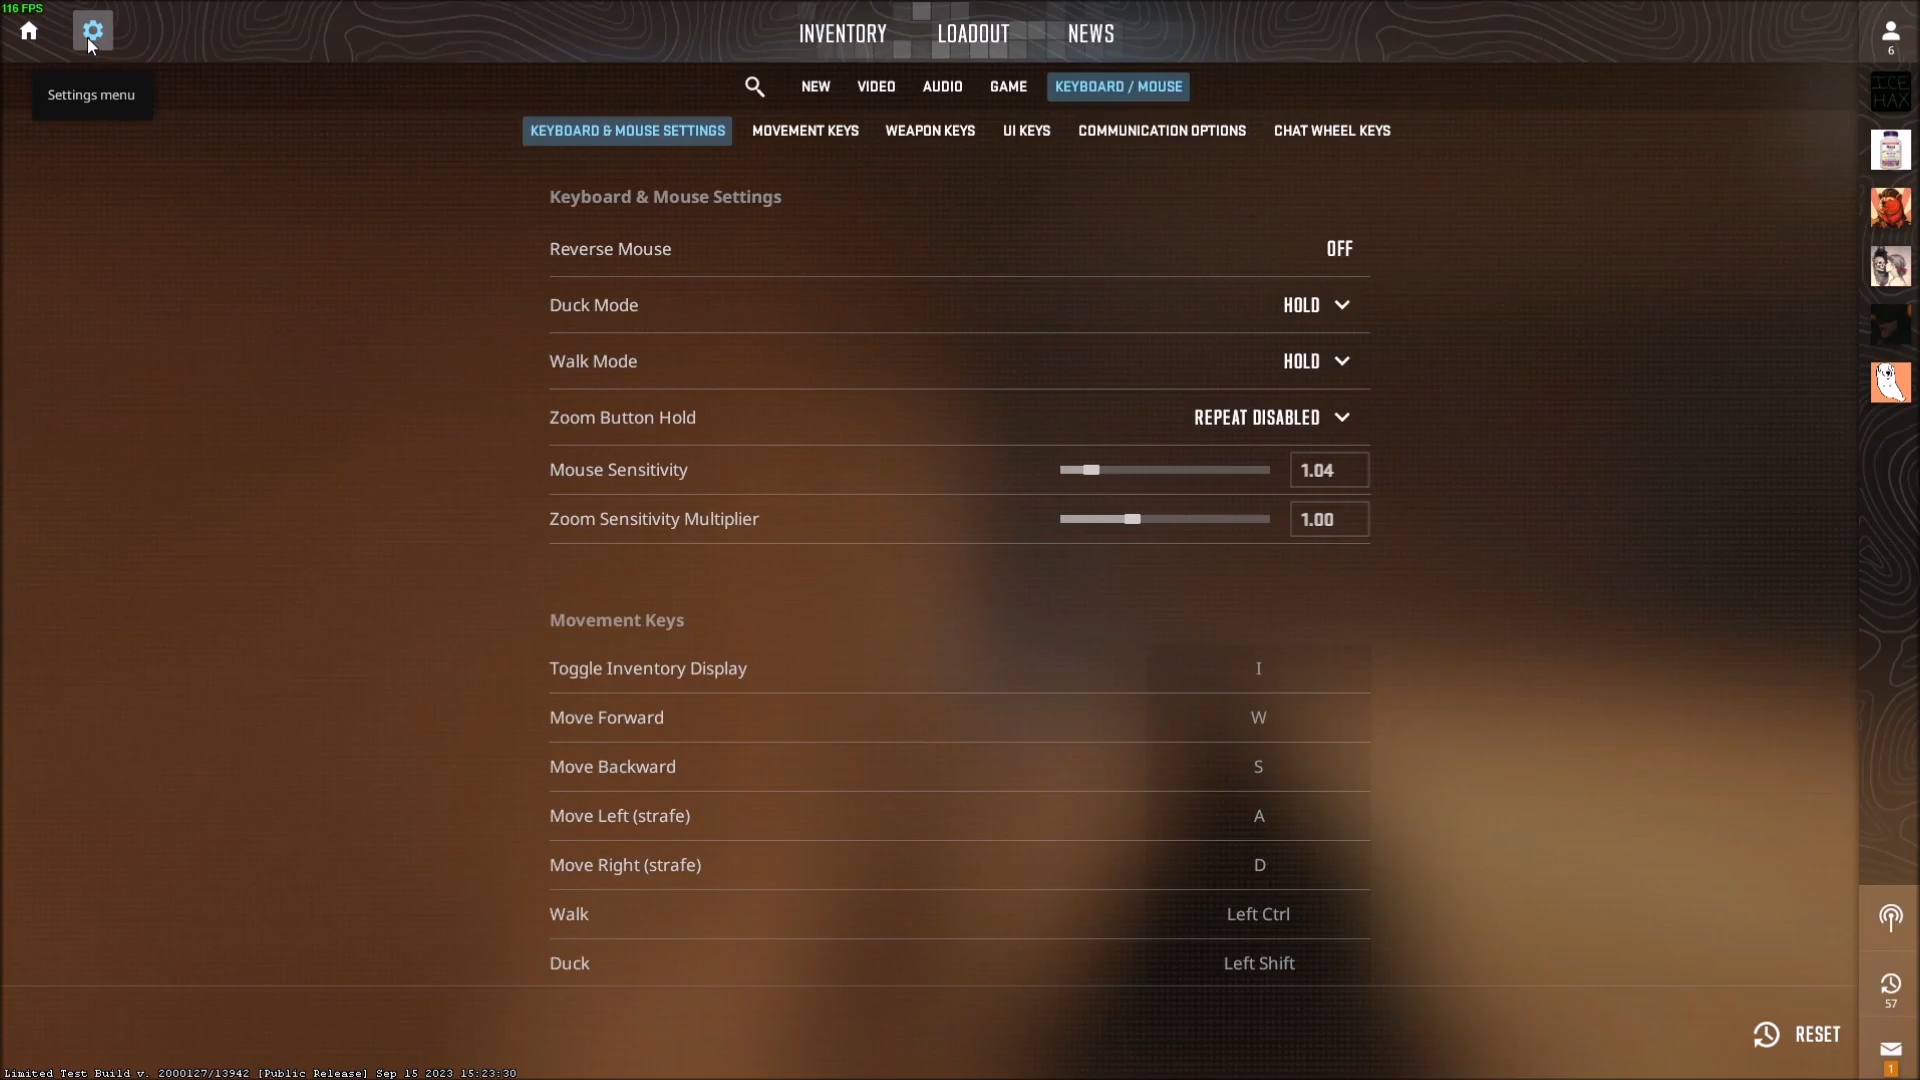 116 FPS
INVENTORY LOADOUT NEWS
6
Settings menu
NEW VIDEO AUDIO GAME KEYBOARD / MOUSE
ICE
HAX
KEYBOARD & MOUSE SETTINGS MOVEMENT KEYS WEAPON KEYS UI KEYS COMMUNICATION OPTIONS CHAT WHEEL KEYS
Keyboard & Mouse Settings
Reverse Mouse OFF
Duck Mode HOLD
Walk Mode HOLD
Zoom Button Hold REPEAT DISABLED
Mouse Sensitivity 1.04
Zoom Sensitivity Multiplier 1.00
Movement Keys
Toggle Inventory Display I
Move Forward W
Move Backward S
Move Left (strafe) A
Move Right (strafe) D
Walk Left Ctrl
Duck Left Shift
57
RESET
1
Limited Test Build v. 2000127/13942 [Public Release] Sep 15 2023 15:23:30